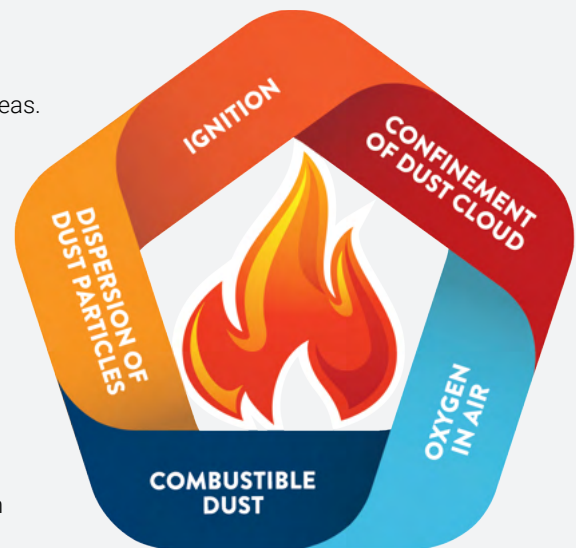 eas.
IGNITION
CONFINEMENT
OF DUST CLOUD
DISPERSION OF
DUST PARTICLES
OXYGEN
IN AIR
COMBUSTIBLE
DUST